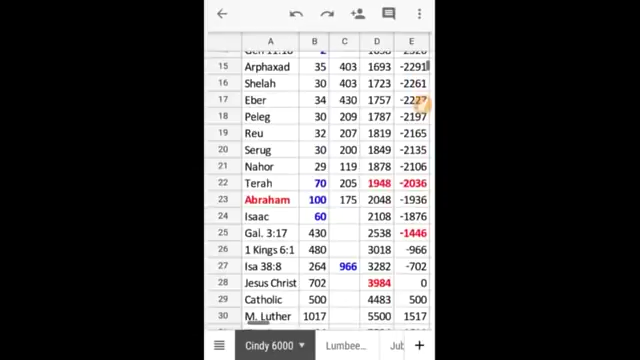 A B C D E
15 Arphaxad 35 403 1693 -2291
16 Shelah 30 403 1723 -2261
17 Eber 34 430 1757 -2227
18 Peleg 30 209 1787 -2197
19 Reu 32 207 1819 -2165
20 Serug 30 200 1849 -2135
21 Nahor 29 119 1878 -2106
22 Terah 70 205 1948 -2036
23 Abraham 100 175 2048 -1936
24 Isaac 60 2108 -1876
25 Gal. 3:17 430 2538 -1446
26 1 Kings 6:1 480 3018 -966
27 Isa 38:8 264 966 3282 -702
28 Jesus Christ 702 3984 0
29 Catholic 500 4483 500
30 M. Luther 1017 5500 1517
Cindy 6000 Lumbee... Jub